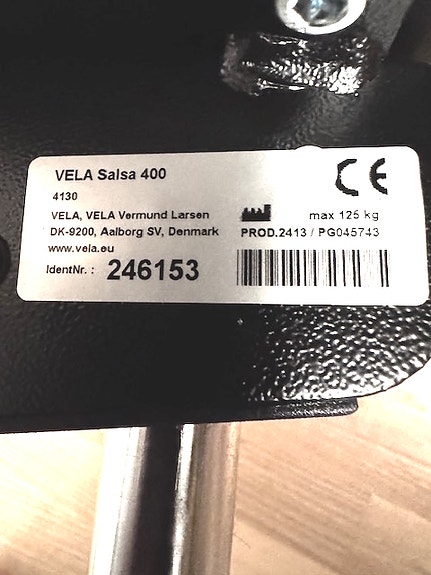 VELA Salsa 400
4130
VELA, VELA Vermund Larsen
DK-9200, Aalborg SV, Denmark
www.vela.eu
IdentNr.: 246153
CE
max 125 kg
PROD.2413 / PG045743